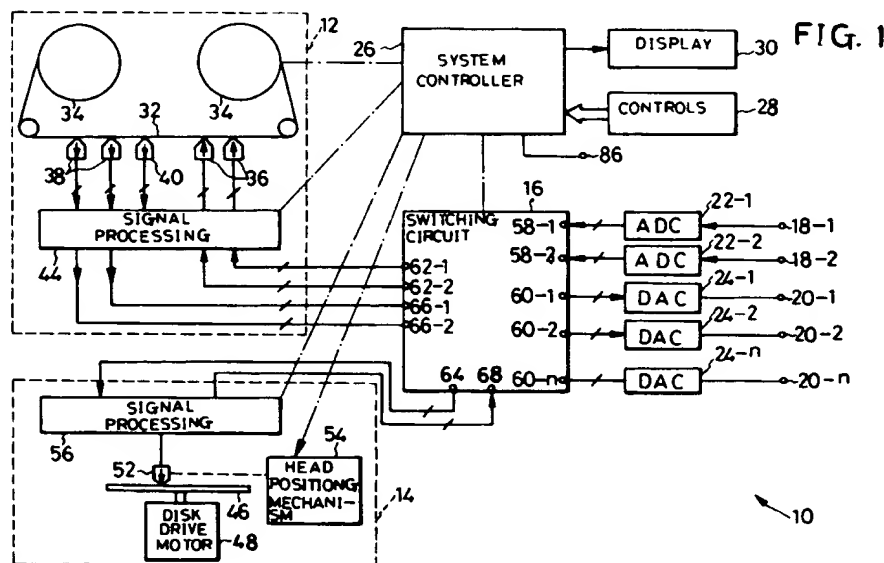 FIG. 1
12
26
SYSTEM
CONTROLLER
DISPLAY
30
CONTROLS
28
86
34
34
32
38
40
36
SIGNAL
PROCESSING
44
16
SWITCHING
CIRCUIT
58-1
58-2
60-1
60-2
60-n
62-1
62-2
66-1
66-2
64
68
ADC
22-1
18-1
ADC
22-2
18-2
DAC
24-1
20-1
DAC
24-2
20-2
DAC
24-n
20-n
SIGNAL
PROCESSING
56
52
46
DISK
DRIVE
MOTOR
48
54
HEAD
POSITIONG
MECHANI-
SM
14
10